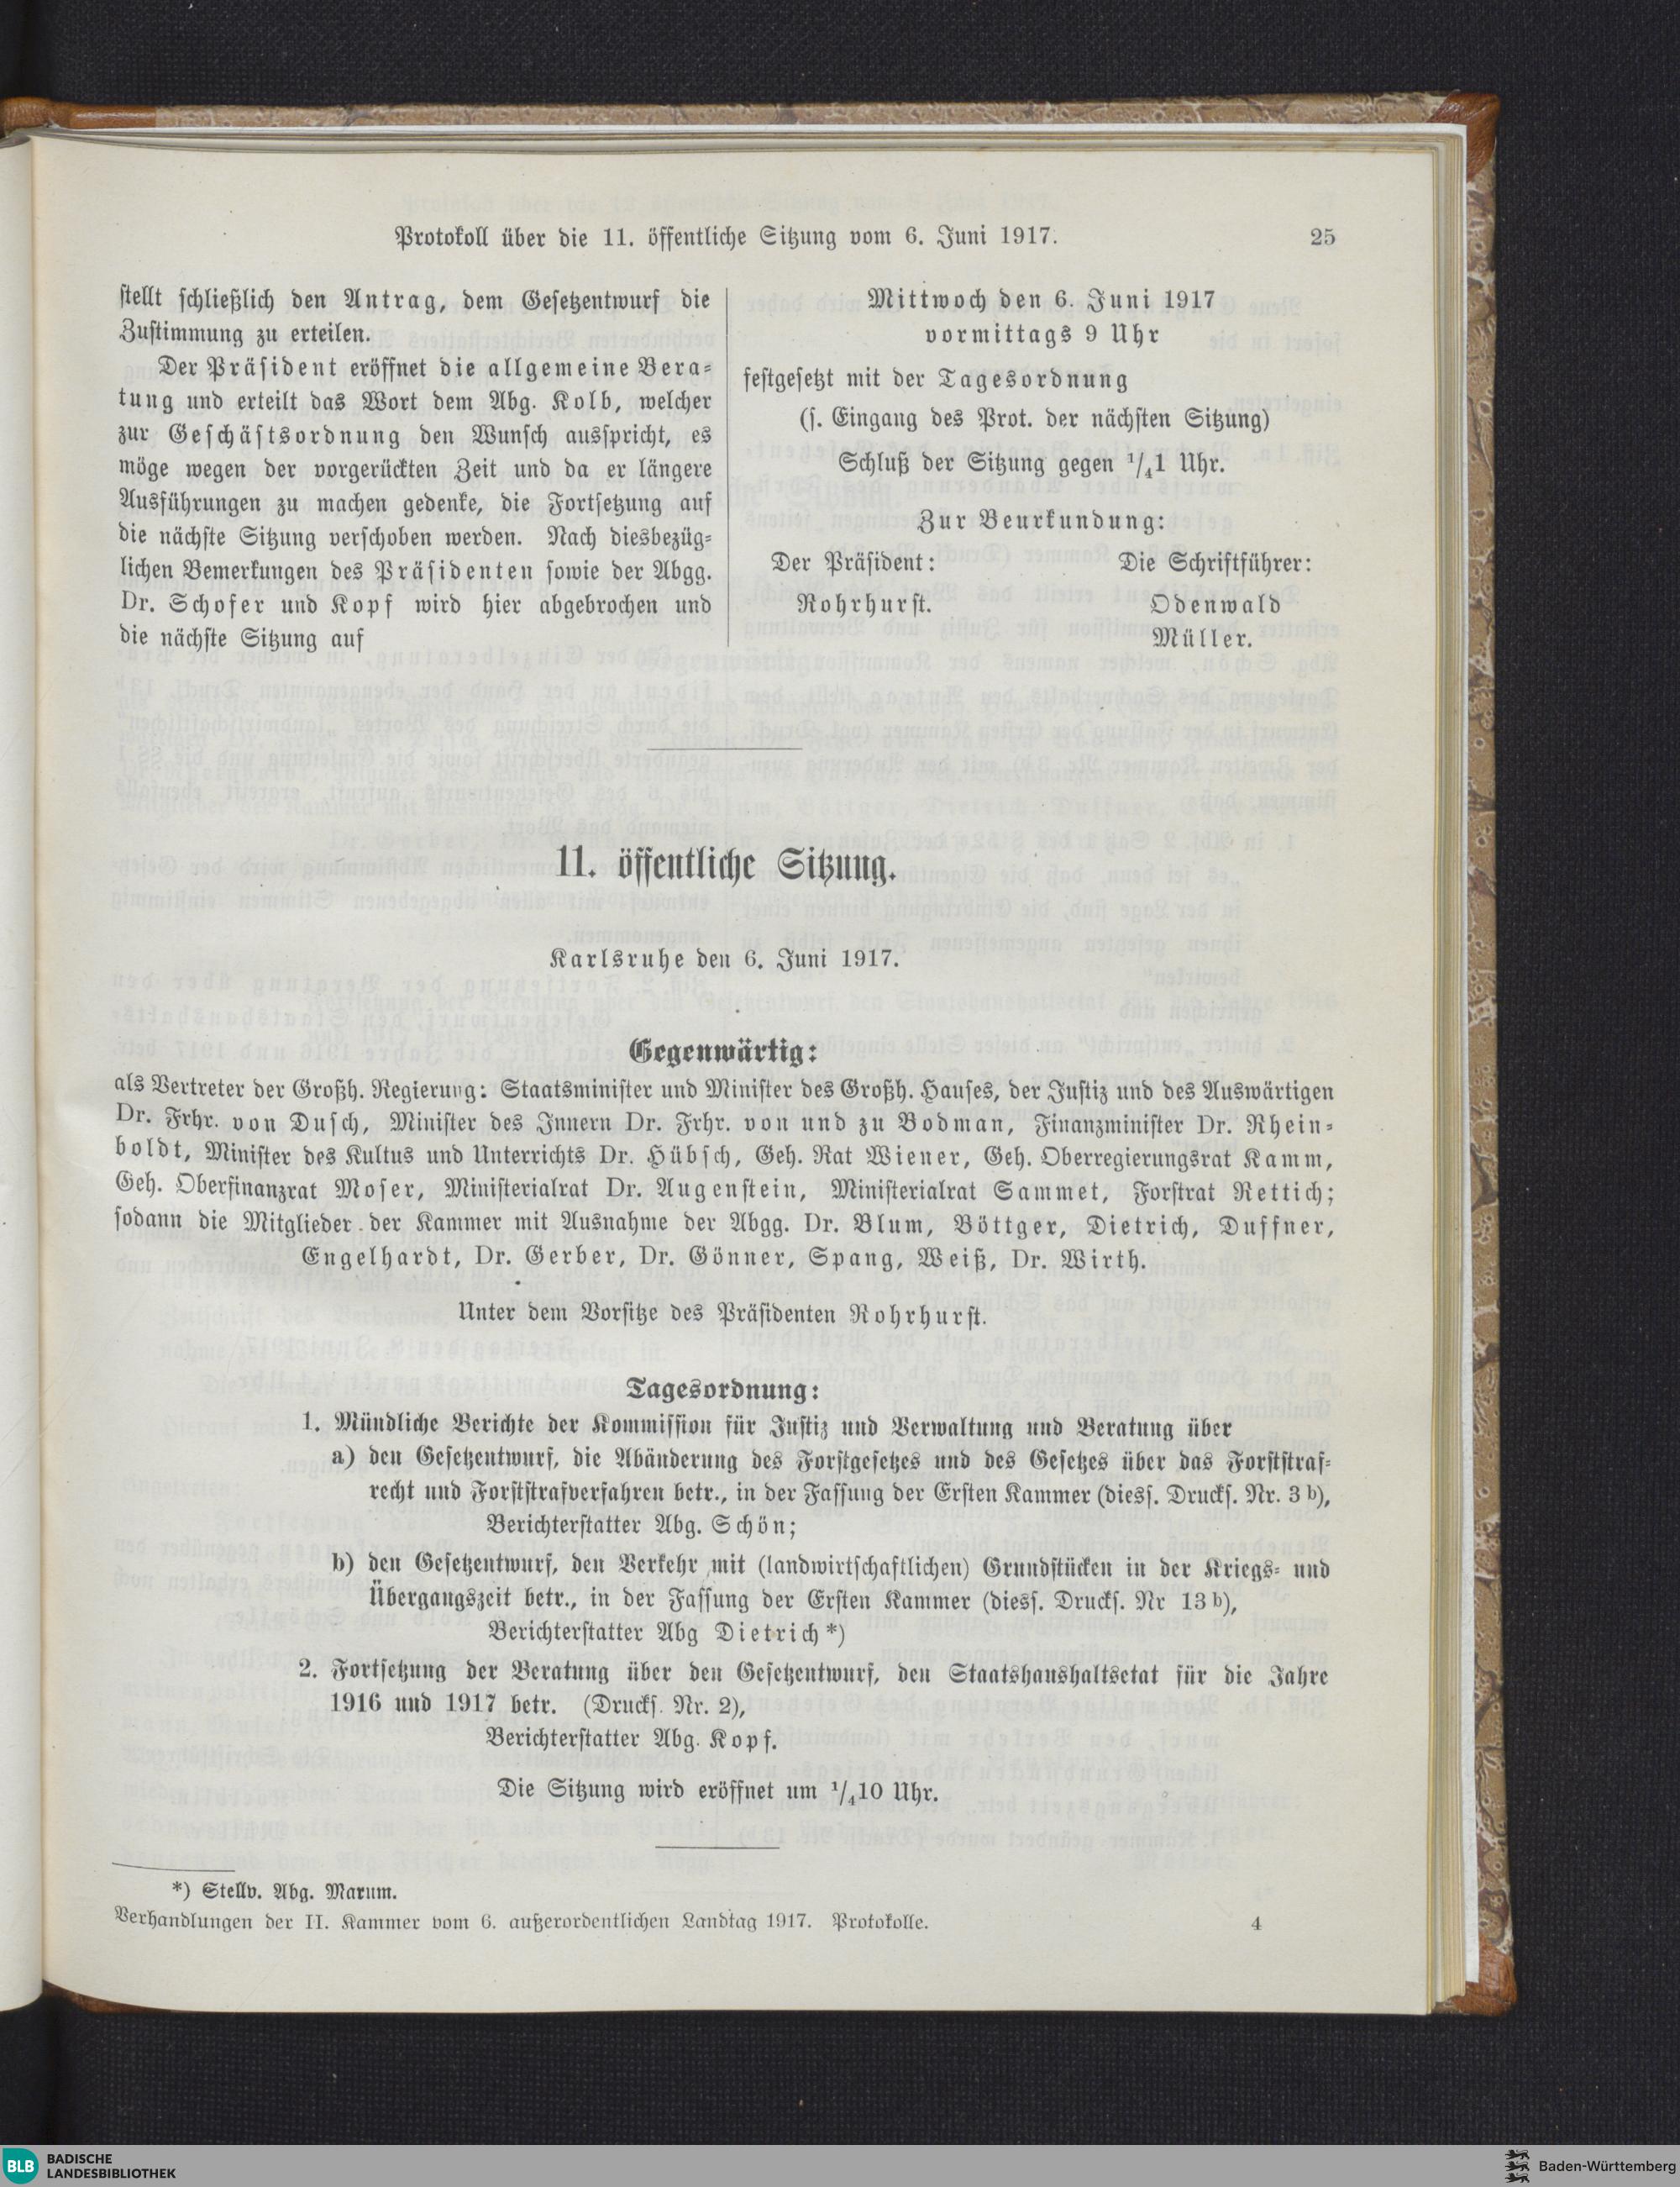 Protokoll über die 11. öffentliche Sitzung vom 6. Juni 1917. 25
stellt schließlich den Antrag, dem Gesetzentwurf die
Zustimmung zu erteilen.
Der Präsident eröffnet die allgemeine Bera-
tung und erteilt das Wort dem Abg. Kolb, welcher
zur Geschäftsordnung den Wunsch ausspricht, es
möge wegen der vorgerückten Zeit und da er längere
Ausführungen zu machen gedenke, die Fortsetzung auf
die nächste Sitzung verschoben werden. Nach diesbezüg-
lichen Bemerkungen des Präsidenten sowie der Abgg.
Dr. Schofer und Kopf wird hier abgebrochen und
die nächste Sitzung auf
Mittwoch den 6. Juni 1917
vormittags 9 Uhr
festgesetzt mit der Tagesordnung
(s. Eingang des Prot. der nächsten Sitzung)
Schluß der Sitzung gegen 1/4 1 Uhr.
Zur Beurkundung:
Der Präsident: Die Schriftführer:
Rohrhurst. Odenwald
Müller.
11. öffentliche Sitzung.
Karlsruhe den 6. Juni 1917.
Gegenwärtig:
als Vertreter der Großh. Regierung: Staatsminister und Minister des Großh. Hauses, der Justiz und des Auswärtigen
Dr. Frhr. von Dusch, Minister des Innern Dr. Frhr. von und zu Bodman, Finanzminister Dr. Rhein-
boldt, Minister des Kultus und Unterrichts Dr. Hübsch, Geh. Rat Wiener, Geh. Oberregierungsrat Kamm,
Geh. Oberfinanzrat Moser, Ministerialrat Dr. Augenstein, Ministerialrat Sammet, Forstrat Rettich;
sodann die Mitglieder der Kammer mit Ausnahme der Abgg. Dr. Blum, Böttger, Dietrich, Duffner,
Engelhardt, Dr. Gerber, Dr. Gönner, Spang, Weiß, Dr. Wirth.
Unter dem Vorsitze des Präsidenten Rohrhurst.
Tagesordnung:
1. Mündliche Berichte der Kommission für Justiz und Verwaltung und Beratung über
a) den Gesetzentwurf, die Abänderung des Forstgesetzes und des Gesetzes über das Forststraf-
recht und Forststrafverfahren betr., in der Fassung der Ersten Kammer (diess. Drucks. Nr. 3 b),
Berichterstatter Abg. Schön;
b) den Gesetzentwurf, den Verkehr mit (landwirtschaftlichen) Grundstücken in der Kriegs- und
Übergangszeit betr., in der Fassung der Ersten Kammer (diess. Drucks. Nr 13 b),
Berichterstatter Abg Dietrich *)
2. Fortsetzung der Beratung über den Gesetzentwurf, den Staatshaushaltsetat für die Jahre
1916 und 1917 betr. (Drucks. Nr. 2),
Berichterstatter Abg. Kopf.
Die Sitzung wird eröffnet um 1/4 10 Uhr.
*) Stellv. Abg. Marum.
Verhandlungen der II. Kammer vom 6. außerordentlichen Landtag 1917. Protokolle. 4
BLB BADISCHE
LANDESBIBLIOTHEK
Baden-Württemberg